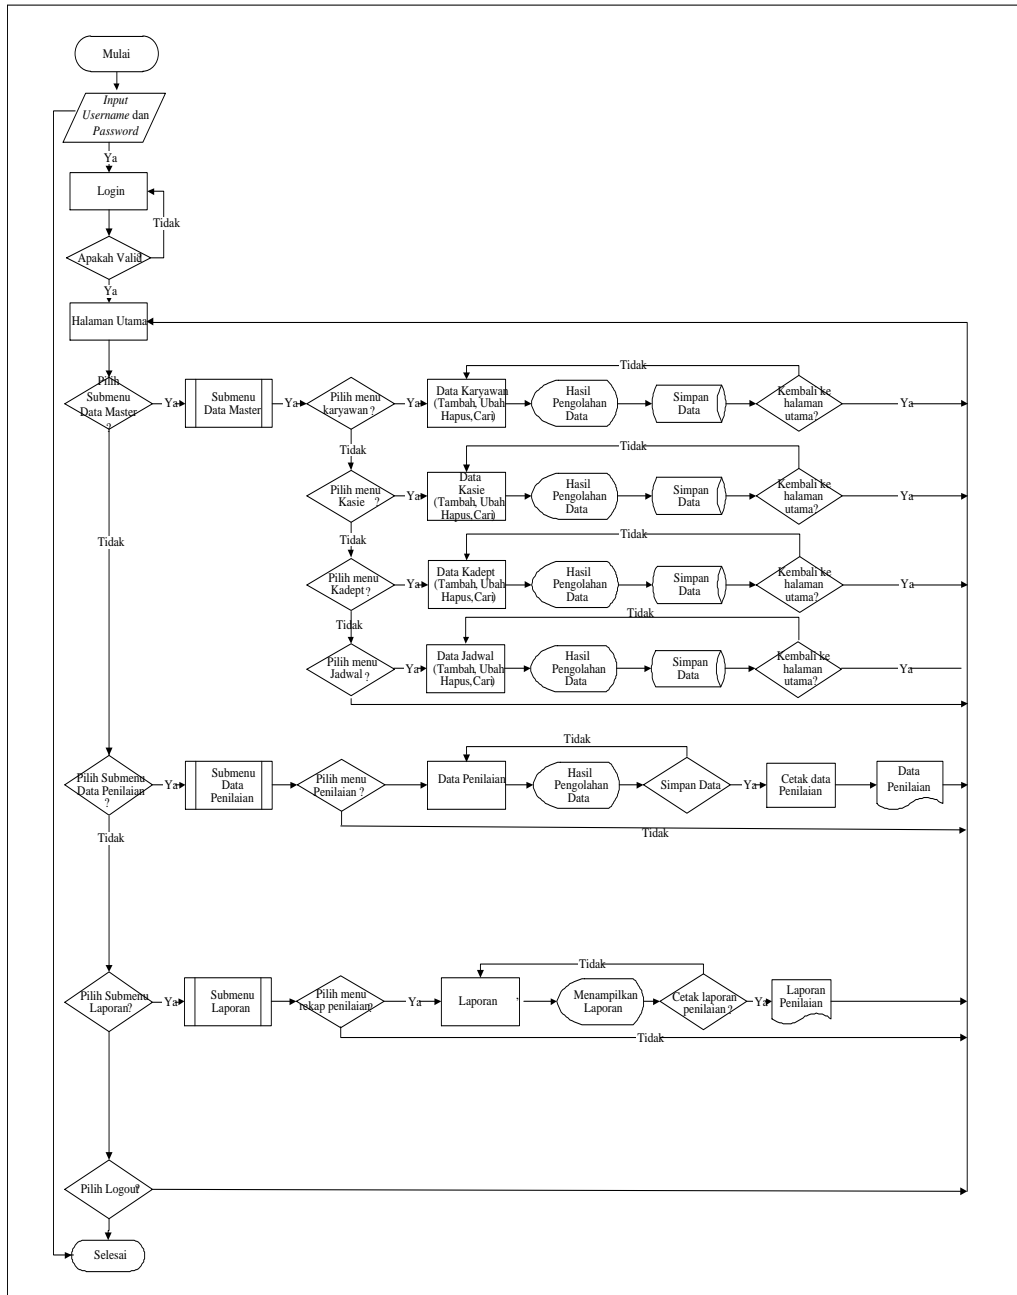 Mulai
Input
Username dan
Password
Ya
Login
Tidak
Apakah Valid
Ya
Halaman Utama
Pilih
Submenu
Data Master
?
Ya
Submenu
Data Master
Ya
Pilih menu
karyawan ?
Ya
Data Karyawan
(Tambah, Ubah
Hapus,Cari)
Hasil
Pengolahan
Data
Simpan
Data
Tidak
Kembali ke
halaman
utama?
Ya
Tidak
Pilih menu
Kasie ?
Ya
Data
Kasie
(Tambah, Ubah
Hapus,Cari)
Hasil
Pengolahan
Data
Simpan
Data
Tidak
Kembali ke
halaman
utama?
Ya
Tidak
Tidak
Pilih menu
Kadept ?
Ya
Data Kadept
(Tambah, Ubah
Hapus,Cari)
Hasil
Pengolahan
Data
Simpan
Data
Tidak
Kembali ke
halaman
utama?
Ya
Tidak
Pilih menu
Jadwal ?
Ya
Data Jadwal
(Tambah, Ubah
Hapus,Cari)
Hasil
Pengolahan
Data
Simpan
Data
Tidak
Kembali ke
halaman
utama?
Ya
Pilih Submenu
Data Penilaian
?
Ya
Submenu
Data
Penilaian
Pilih menu
Penilaian ?
Ya
Data Penilaian
Hasil
Pengolahan
Data
Tidak
Simpan Data
Ya
Cetak data
Penilaian
Data
Penilaian
Tidak
Tidak
Pilih Submenu
Laporan?
Ya
Submenu
Laporan
Pilih menu
rekap penilaian?
Ya
Laporan
Menampilkan
Laporan
Tidak
Cetak laporan
penilaian ?
Ya
Laporan
Penilaian
Tidak
Pilih Logout?
Selesai